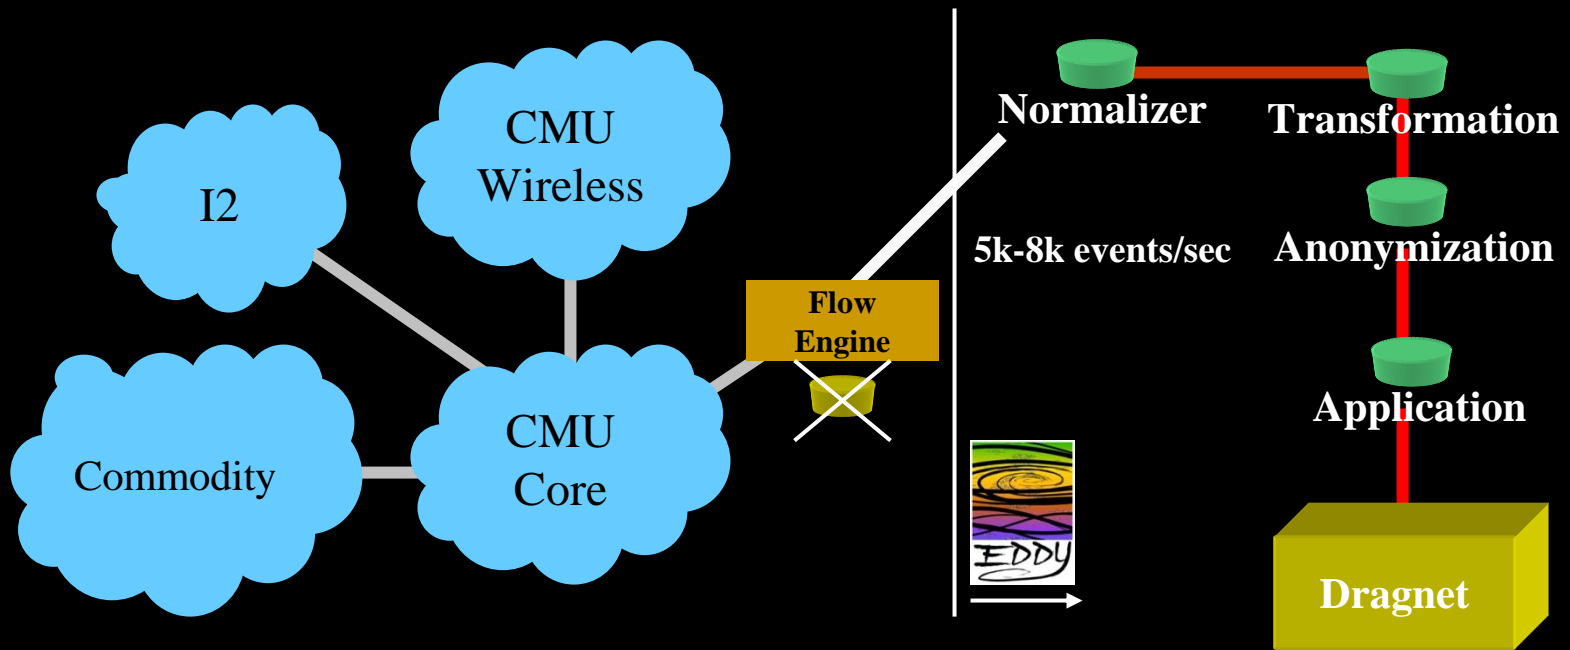 I2
CMU
Wireless
Commodity
CMU
Core
Flow
Engine
Normalizer
Transformation
5k-8k events/sec
Anonymization
Application
EDDY
Dragnet